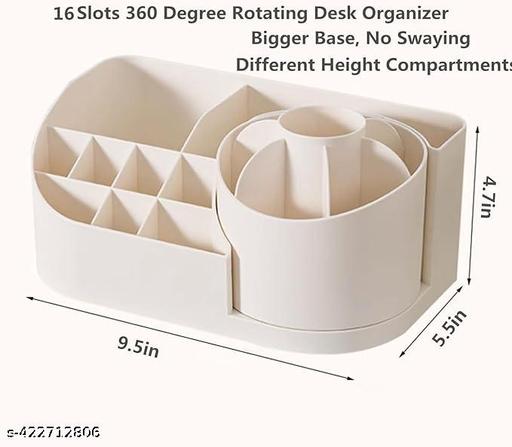 16Slots 360 Degree Rotating Desk Organizer
Bigger Base, No Swaying
Different Height Compartments
4.7in
5.5in
9.5in
s-422712806